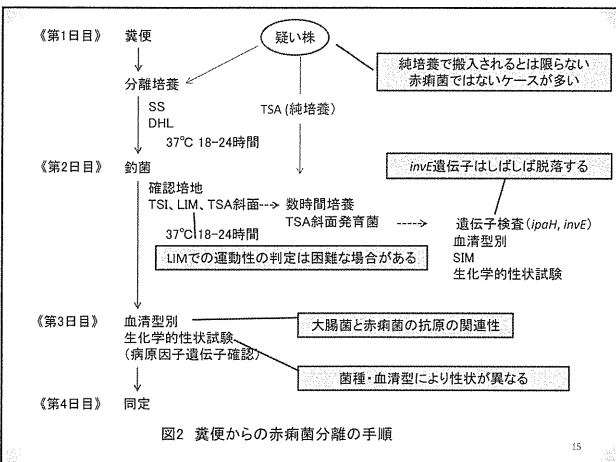 《第1日目》 糞便
疑い株
純培養で搬入されるとは限らない
赤痢菌ではないケースが多い
分離培養
SS
DHL
TSA (純培養)
37℃ 18-24時間
《第2日目》 釣菌
invE遺伝子はしばしば脱落する
確認培地
TSI、LIM、TSA斜面
数時間培養
TSA斜面発育菌
37℃ 18-24時間
遺伝子検査(ipaH, invE)
血清型別
SIM
生化学的性状試験
LIMでの運動性の判定は困難な場合がある
《第3日目》 血清型別
生化学的性状試験
(病原因子遺伝子確認)
大腸菌と赤痢菌の抗原の関連性
菌種・血清型により性状が異なる
《第4日目》 同定
図2 糞便からの赤痢菌分離の手順
15